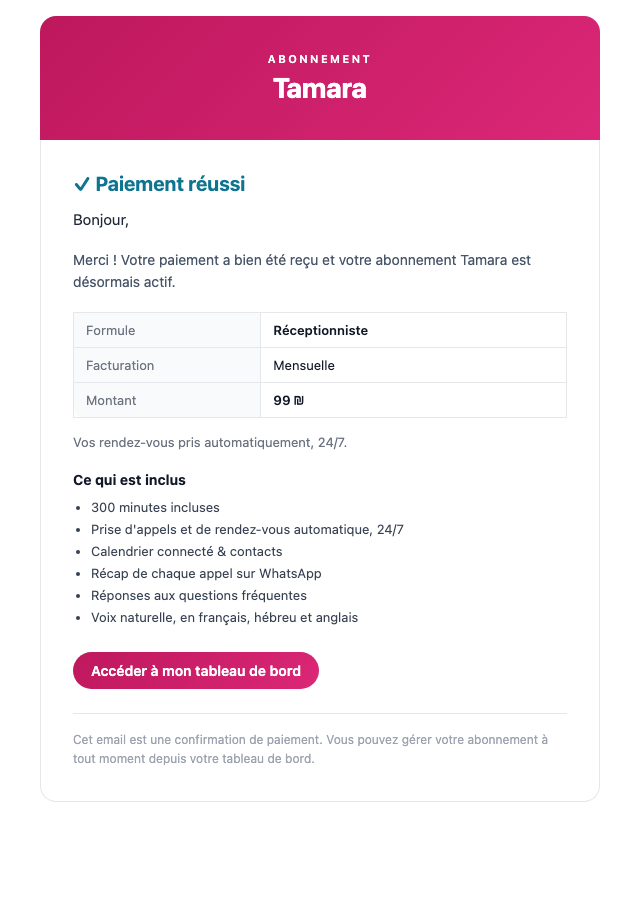 ABONNEMENT
Tamara
✓ Paiement réussi
Bonjour,
Merci ! Votre paiement a bien été reçu et votre abonnement Tamara est
désormais actif.
Formule Réceptionniste
Facturation Mensuelle
Montant 99 ₪
Vos rendez-vous pris automatiquement, 24/7.
Ce qui est inclus
• 300 minutes incluses
• Prise d'appels et de rendez-vous automatique, 24/7
• Calendrier connecté & contacts
• Récap de chaque appel sur WhatsApp
• Réponses aux questions fréquentes
• Voix naturelle, en français, hébreu et anglais
Accéder à mon tableau de bord
Cet email est une confirmation de paiement. Vous pouvez gérer votre abonnement à
tout moment depuis votre tableau de bord.